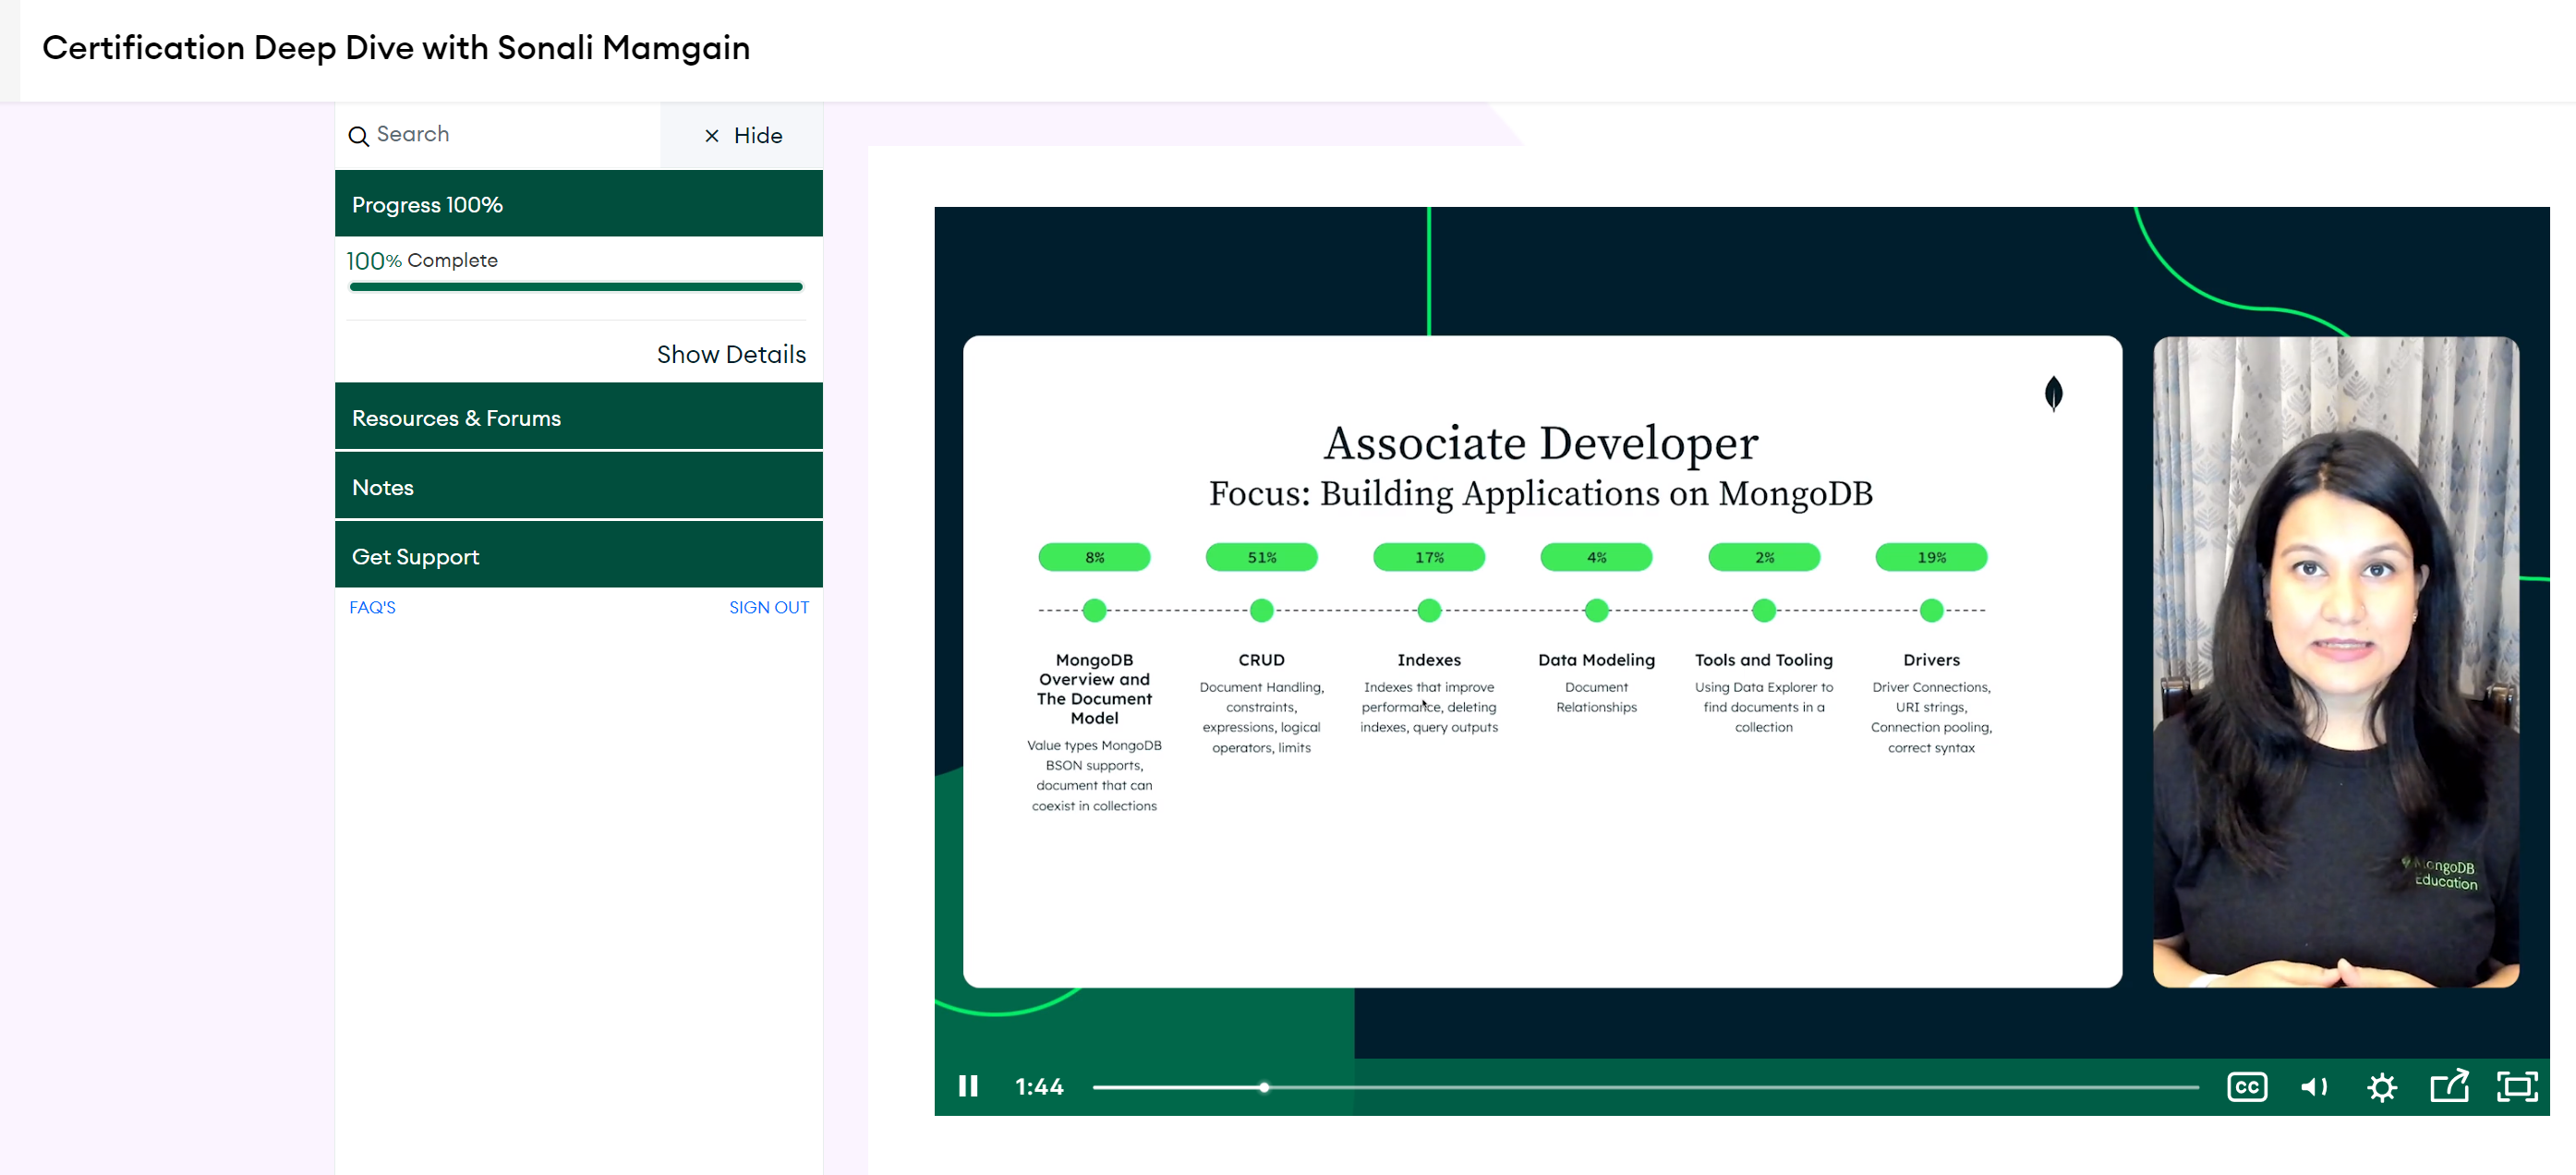 Certification Deep Dive with Sonali Mamgain
Search
Hide
Progress 100%
100% Complete
Show Details
Resources & Forums
Notes
Get Support
FAQ'S
SIGN OUT
Associate Developer
Focus: Building Applications on MongoDB
8%
51%
17%
4%
2%
19%
MongoDB
Overview and
The Document
Model
Value types MongoDB
BSON supports,
document that can
coexist in collections
CRUD
Document Handling,
constraints,
expressions, logical
operators, limits
Indexes
Indexes that improve
performance, deleting
indexes, query outputs
Data Modeling
Document
Relationships
Tools and Tooling
Using Data Explorer to
find documents in a
collection
Drivers
Driver Connections,
URI strings,
Connection pooling,
correct syntax
MongoDB
Education
1:44
CC